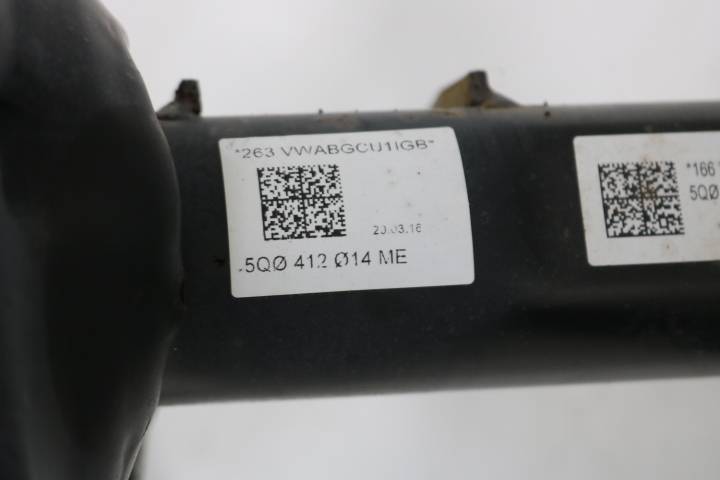 *263 VWABGCU1IGB*
20.03.16
5QØ 412 Ø14 ME
*166
5QØ